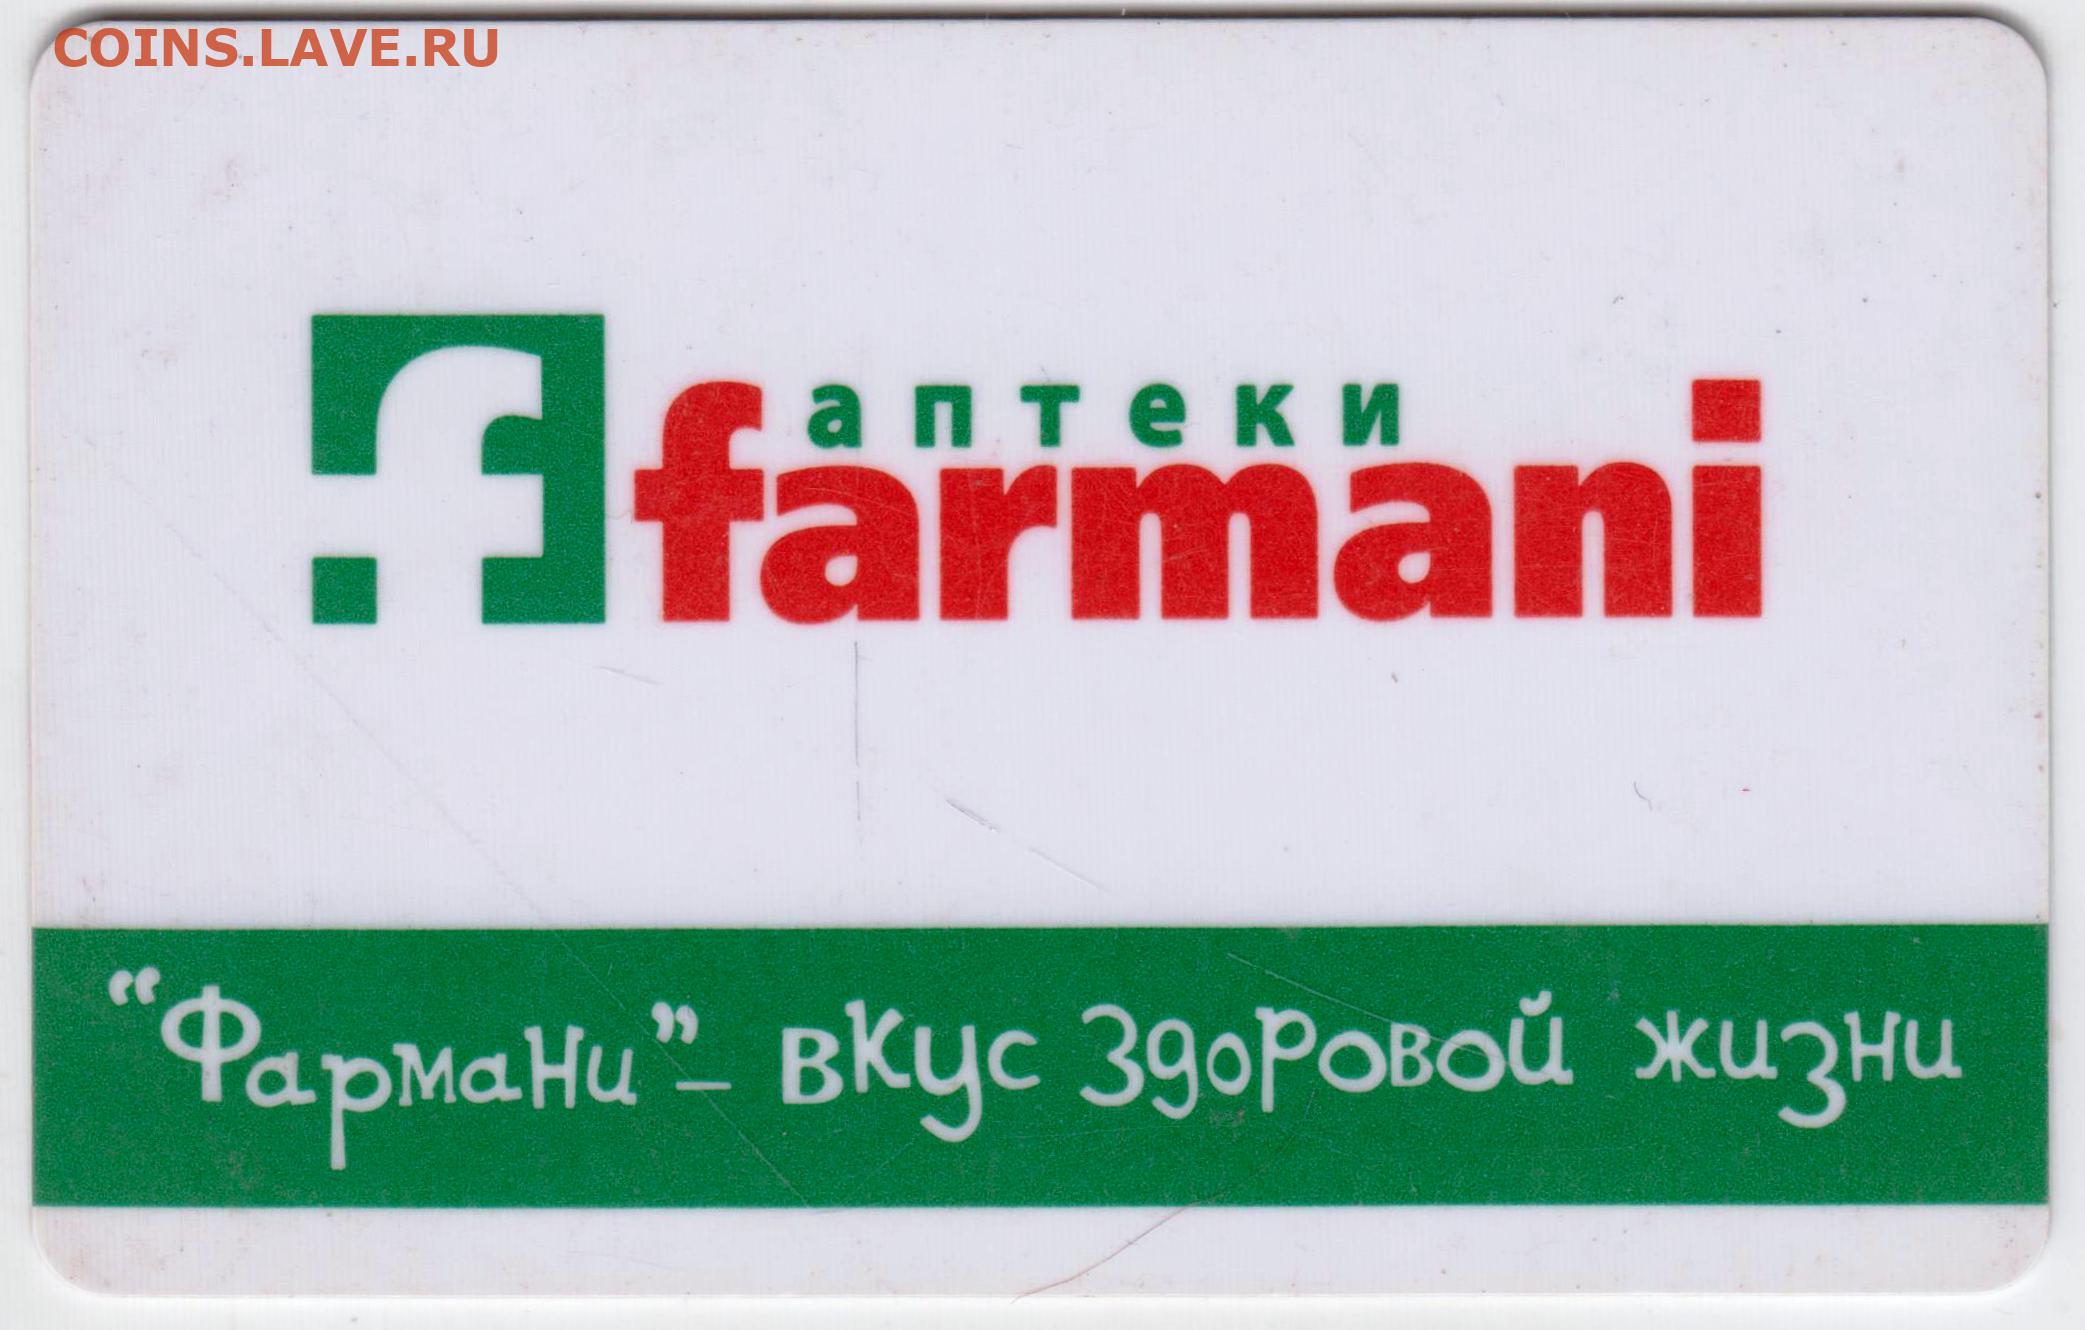 COINS.LAVE.RU
аптеки
farmani
“Фармани” – вкус здоровой жизни